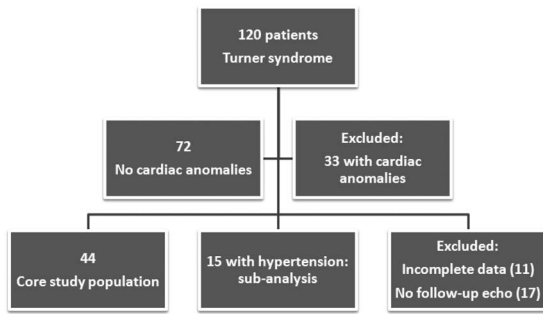 120 patients
Turner syndrome
72
No cardiac anomalies
Excluded:
33 with cardiac
anomalies
44
Core study population
15 with hypertension:
sub-analysis
Excluded:
Incomplete data (11)
No follow-up echo (17)